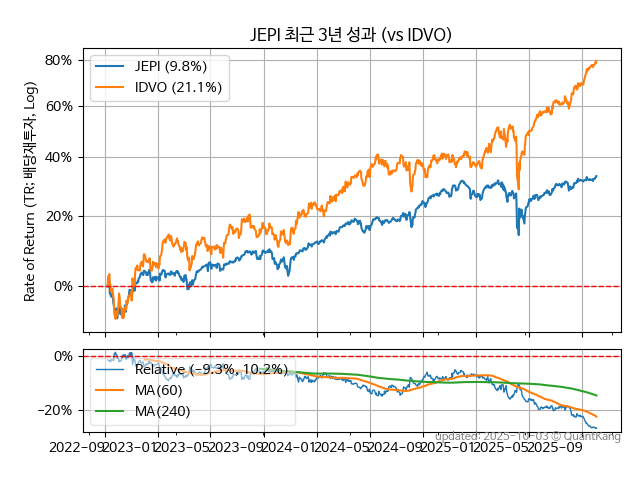 JEPI 최근 3년 성과 (vs IDVO)
Rate of Return (TR: 배당재투자, Log)
80%
60%
40%
20%
0%
JEPI (9.8%)
IDVO (21.1%)
0%
−20%
Relative (−9.3%, 10.2%)
MA(60)
MA(240)
updated: 2025-10-03 © QuantKang
2022-09
2023-01
2023-05
2023-09
2024-01
2024-05
2024-09
2025-01
2025-05
2025-09